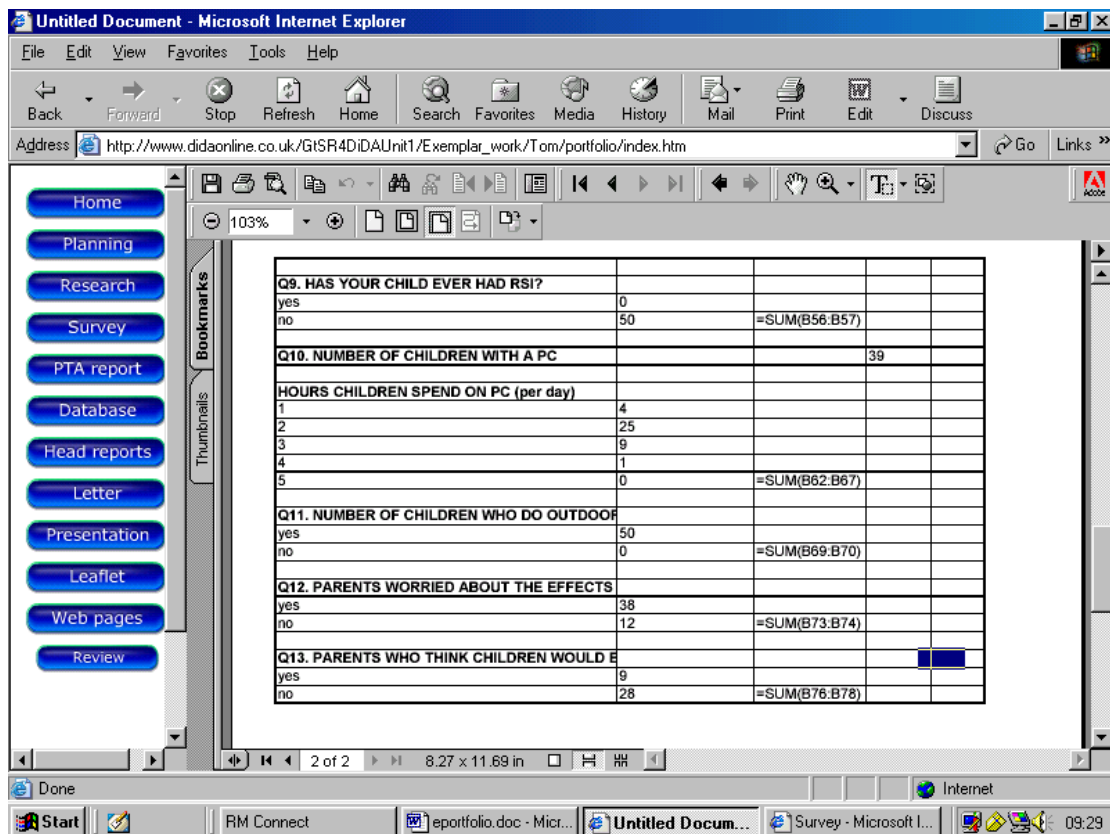 Untitled Document - Microsoft Internet Explorer
File Edit View Favorites Tools Help
Back Forward Stop Refresh Home Search Favorites Media History Mail Print Edit Discuss
Address http://www.didaonline.co.uk/GtSR4DiDAUnit1/Exemplar_work/Tom/portfolio/index.htm Go Links »
Home
Planning
Research
Survey
PTA report
Database
Head reports
Letter
Presentation
Leaflet
Web pages
Review
Adobe
103%
Bookmarks
Thumbnails
Q9. HAS YOUR CHILD EVER HAD RSI?
yes 0
no 50 =SUM(B56:B57)
Q10. NUMBER OF CHILDREN WITH A PC 39
HOURS CHILDREN SPEND ON PC (per day)
1 4
2 25
3 9
4 1
5 0 =SUM(B62:B67)
Q11. NUMBER OF CHILDREN WHO DO OUTDOOR
yes 50
no 0 =SUM(B69:B70)
Q12. PARENTS WORRIED ABOUT THE EFFECTS
yes 38
no 12 =SUM(B73:B74)
Q13. PARENTS WHO THINK CHILDREN WOULD E
yes 9
no 28 =SUM(B76:B78)
2 of 2 8.27 x 11.69 in
Done Internet
Start RM Connect eportfolio.doc - Micr... Untitled Docum... Survey - Microsoft I... 09:29